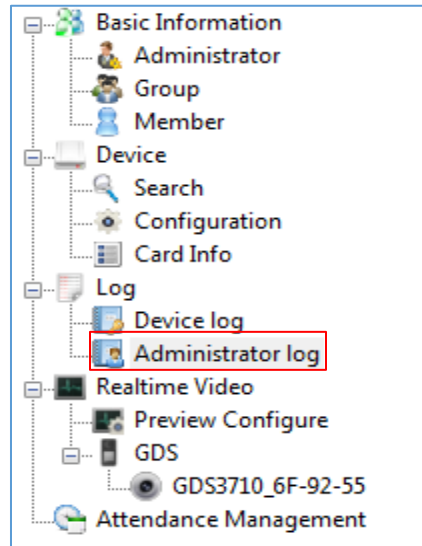 Basic Information
Administrator
Group
Member
Device
Search
Configuration
Card Info
Log
Device log
Administrator log
Realtime Video
Preview Configure
GDS
GDS3710_6F-92-55
Attendance Management